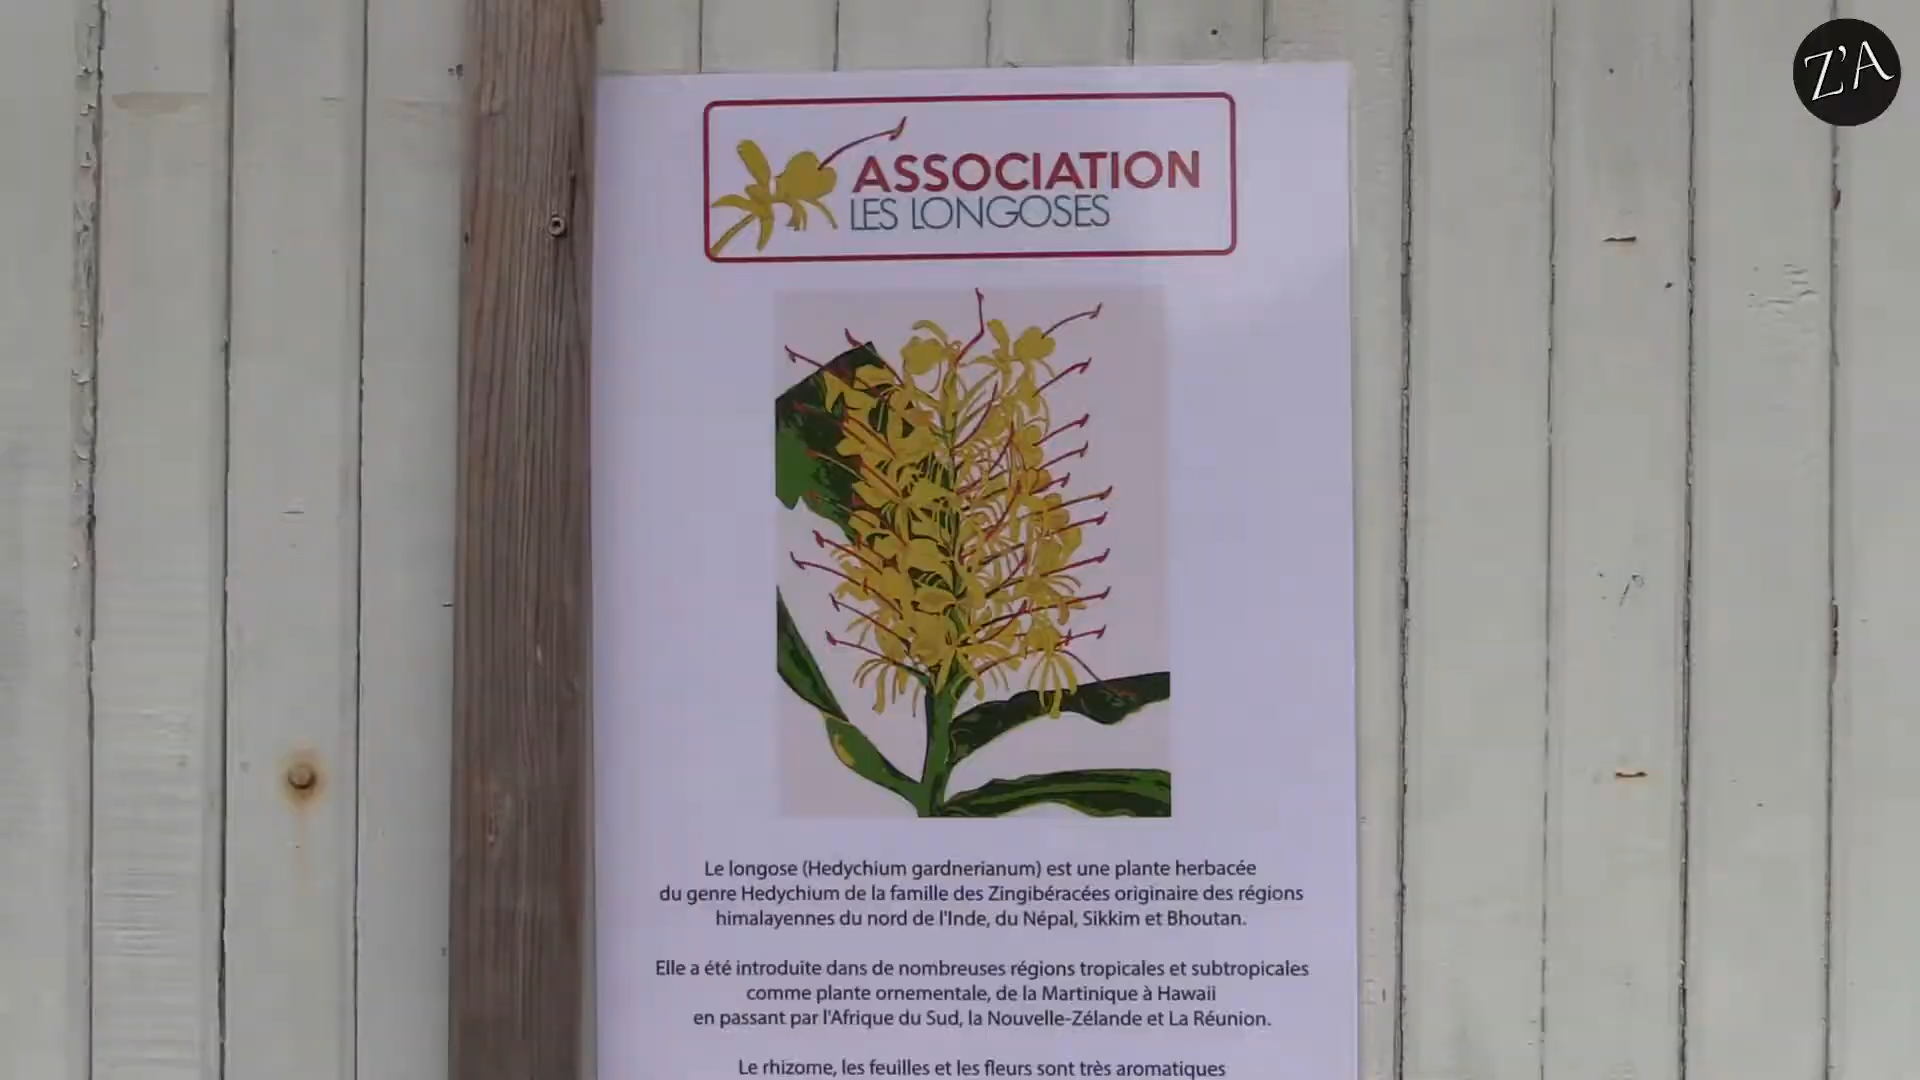 Z'A
ASSOCIATION
LES LONGOSES
Le longose (Hedychium gardnerianum) est une plante herbacée
du genre Hedychium de la famille des Zingibéracées originaire des régions
himalayennes du nord de l'Inde, du Népal, Sikkim et Bhoutan.
Elle a été introduite dans de nombreuses régions tropicales et subtropicales
comme plante ornementale, de la Martinique à Hawaii
en passant par l'Afrique du Sud, la Nouvelle-Zélande et La Réunion.
Le rhizome, les feuilles et les fleurs sont très aromatiques